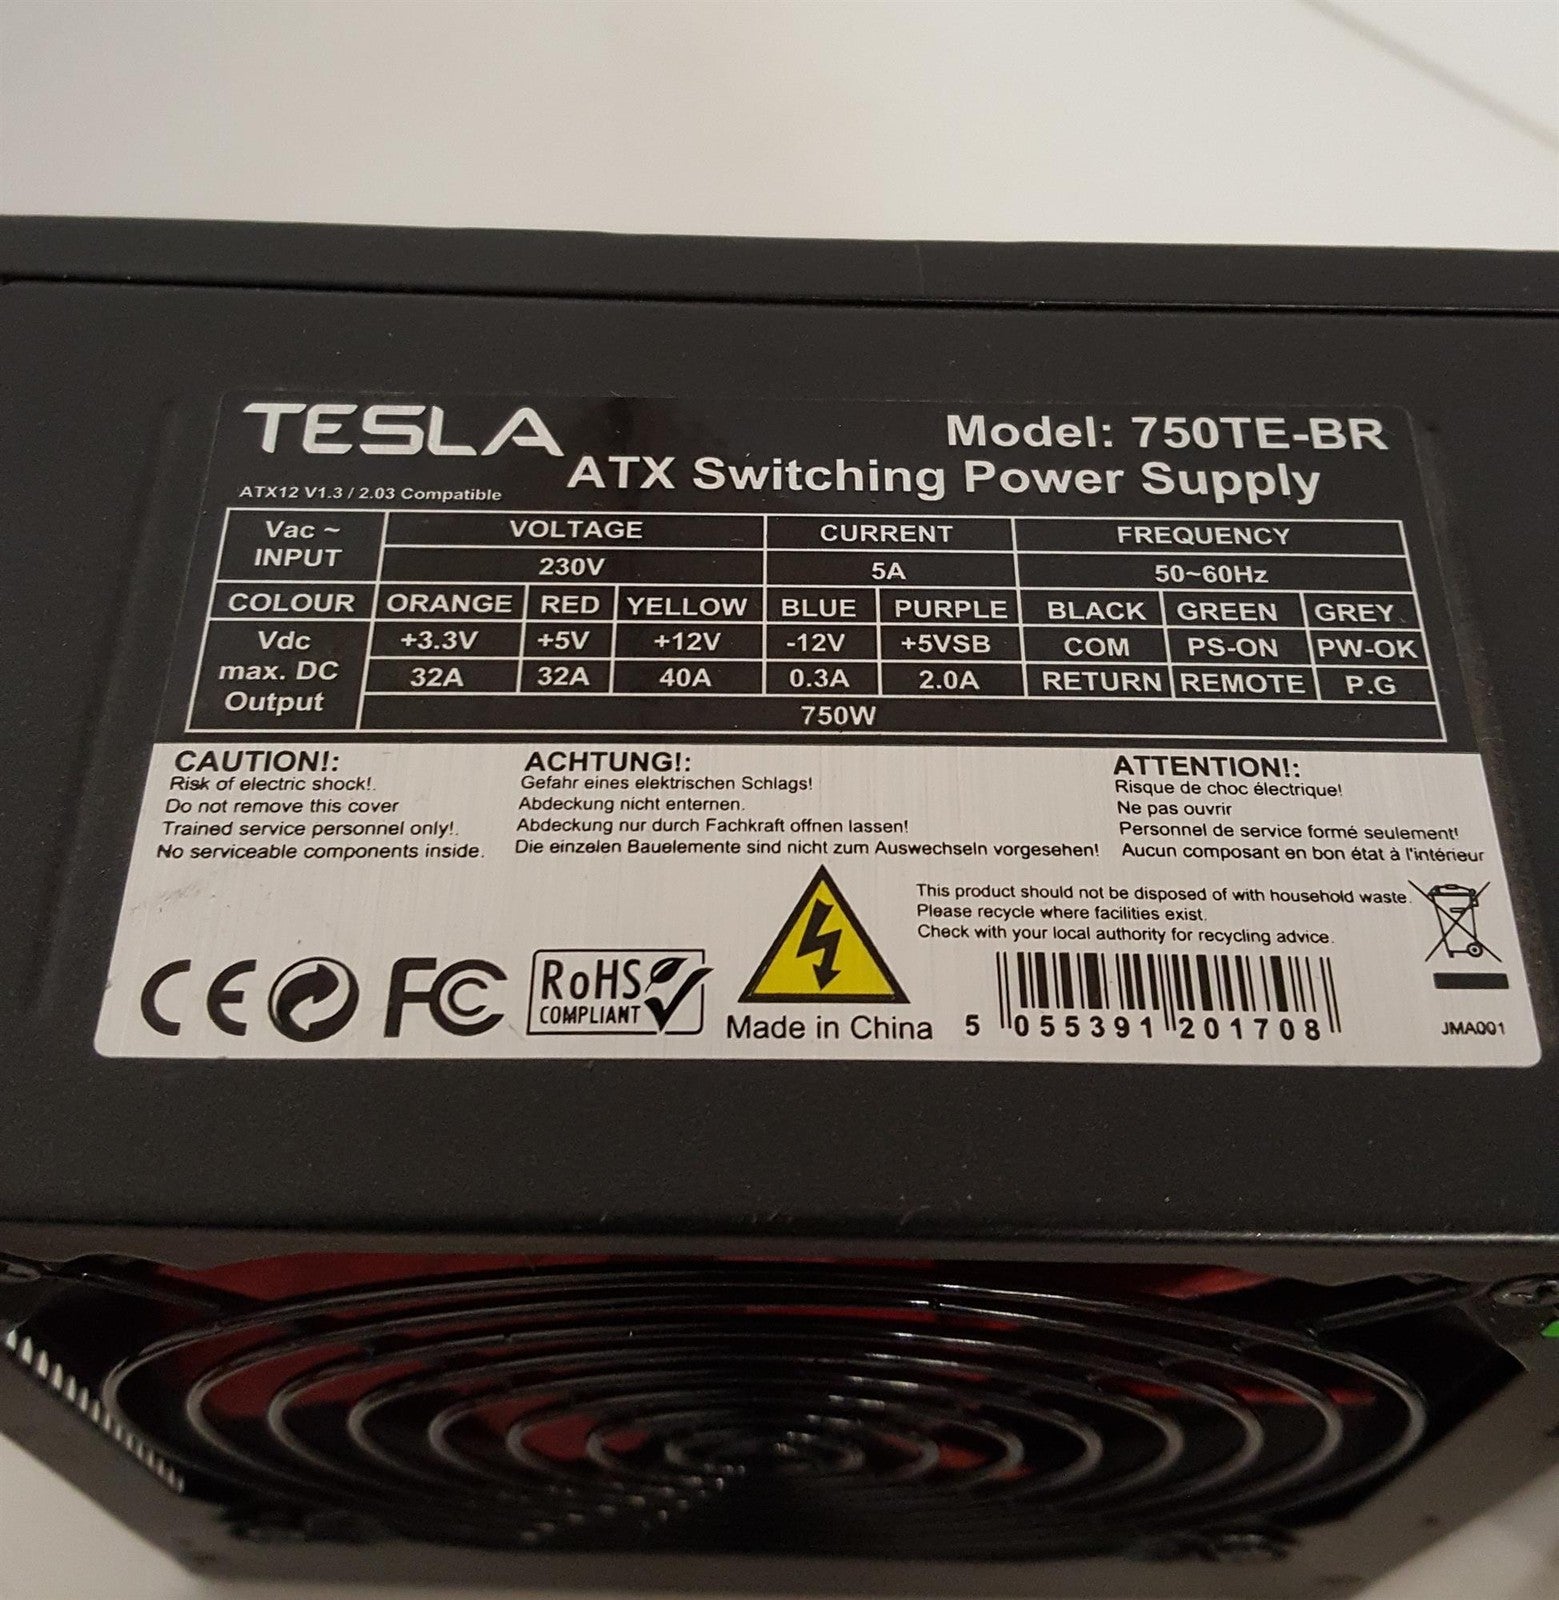 TESLA
Model: 750TE-BR
ATX Switching Power Supply
ATX12 V1.3 / 2.03 Compatible
Vac ~ INPUT VOLTAGE CURRENT FREQUENCY
230V 5A 50~60Hz
COLOUR ORANGE RED YELLOW BLUE PURPLE BLACK GREEN GREY
Vdc +3.3V +5V +12V -12V +5VSB COM PS-ON PW-OK
max. DC 32A 32A 40A 0.3A 2.0A RETURN REMOTE P.G
Output 750W
CAUTION!:
Risk of electric shock!.
Do not remove this cover
Trained service personnel only!.
No serviceable components inside.
ACHTUNG!:
Gefahr eines elektrischen Schlags!
Abdeckung nicht enternen.
Abdeckung nur durch Fachkraft offnen lassen!
Die einzelen Bauelemente sind nicht zum Auswechseln vorgesehen!
ATTENTION!:
Risque de choc électrique!
Ne pas ouvrir
Personnel de service formé seulement!
Aucun composant en bon état à l'intérieur
This product should not be disposed of with household waste.
Please recycle where facilities exist.
Check with your local authority for recycling advice.
CE FC RoHS
COMPLIANT
Made in China
5 055391 201708
JMA001